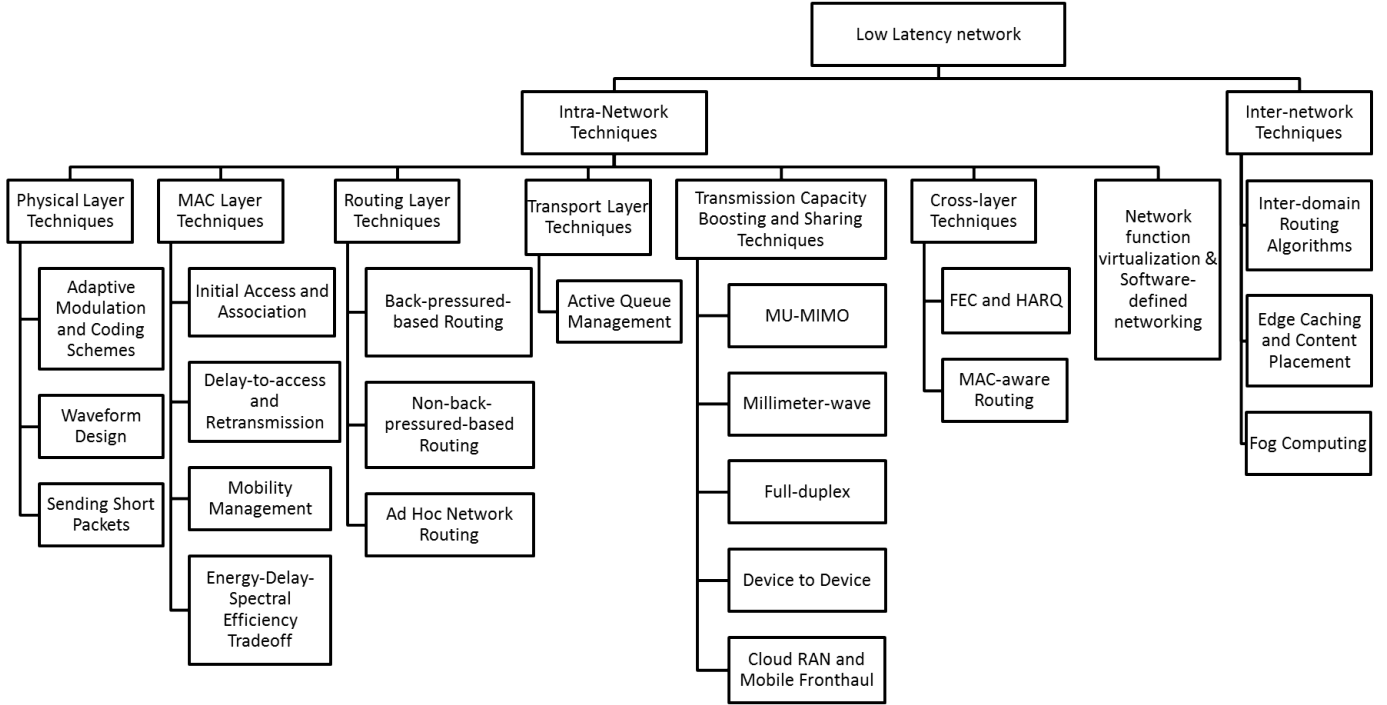 Low Latency network
Intra-Network
Techniques
Inter-network
Techniques
Physical Layer
Techniques
Adaptive
Modulation
and Coding
Schemes
Waveform
Design
Sending Short
Packets
MAC Layer
Techniques
Initial Access and
Association
Delay-to-access
and
Retransmission
Mobility
Management
Energy-Delay-
Spectral
Efficiency
Tradeoff
Routing Layer
Techniques
Back-pressured-
based Routing
Non-back-
pressured-based
Routing
Ad Hoc Network
Routing
Transport Layer
Techniques
Active Queue
Management
Transmission Capacity
Boosting and Sharing
Techniques
MU-MIMO
Millimeter-wave
Full-duplex
Device to Device
Cloud RAN and
Mobile Fronthaul
Cross-layer
Techniques
FEC and HARQ
MAC-aware
Routing
Network
function
virtualization &
Software-
defined
networking
Inter-domain
Routing
Algorithms
Edge Caching
and Content
Placement
Fog Computing